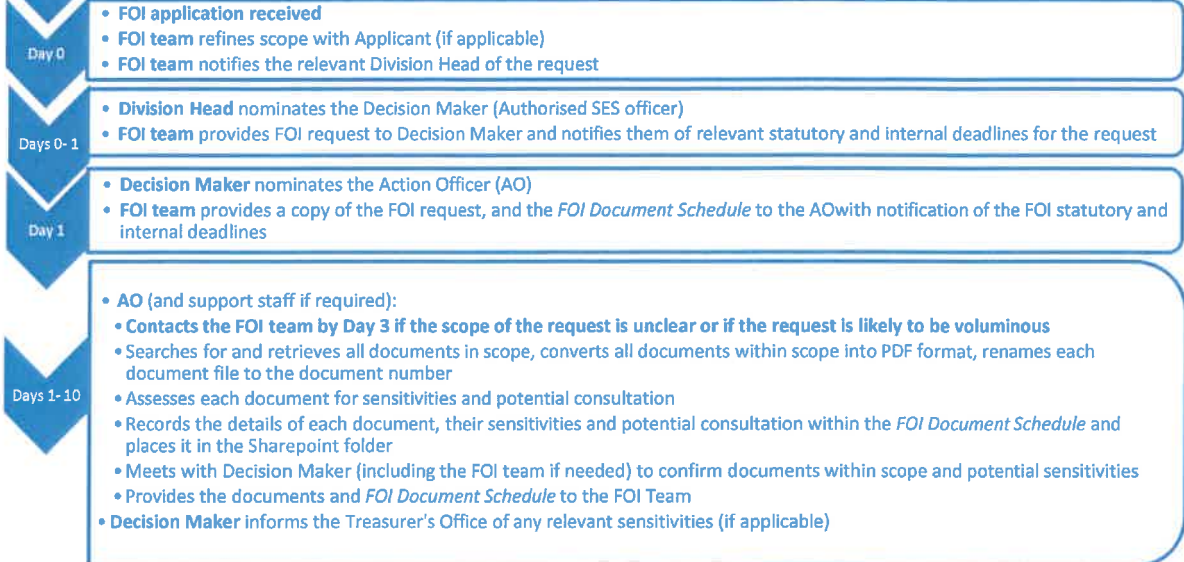 Day 0
• FOI application received
• FOI team refines scope with Applicant (if applicable)
• FOI team notifies the relevant Division Head of the request
Days 0- 1
• Division Head nominates the Decision Maker (Authorised SES officer)
• FOI team provides FOI request to Decision Maker and notifies them of relevant statutory and internal deadlines for the request
Day 1
• Decision Maker nominates the Action Officer (AO)
• FOI team provides a copy of the FOI request, and the FOI Document Schedule to the AOwith notification of the FOI statutory and
internal deadlines
Days 1- 10
• AO (and support staff if required):
• Contacts the FOI team by Day 3 if the scope of the request is unclear or if the request is likely to be voluminous
• Searches for and retrieves all documents in scope, converts all documents within scope into PDF format, renames each
document file to the document number
• Assesses each document for sensitivities and potential consultation
• Records the details of each document, their sensitivities and potential consultation within the FOI Document Schedule and
places it in the Sharepoint folder
• Meets with Decision Maker (including the FOI team if needed) to confirm documents within scope and potential sensitivities
• Provides the documents and FOI Document Schedule to the FOI Team
• Decision Maker informs the Treasurer's Office of any relevant sensitivities (if applicable)